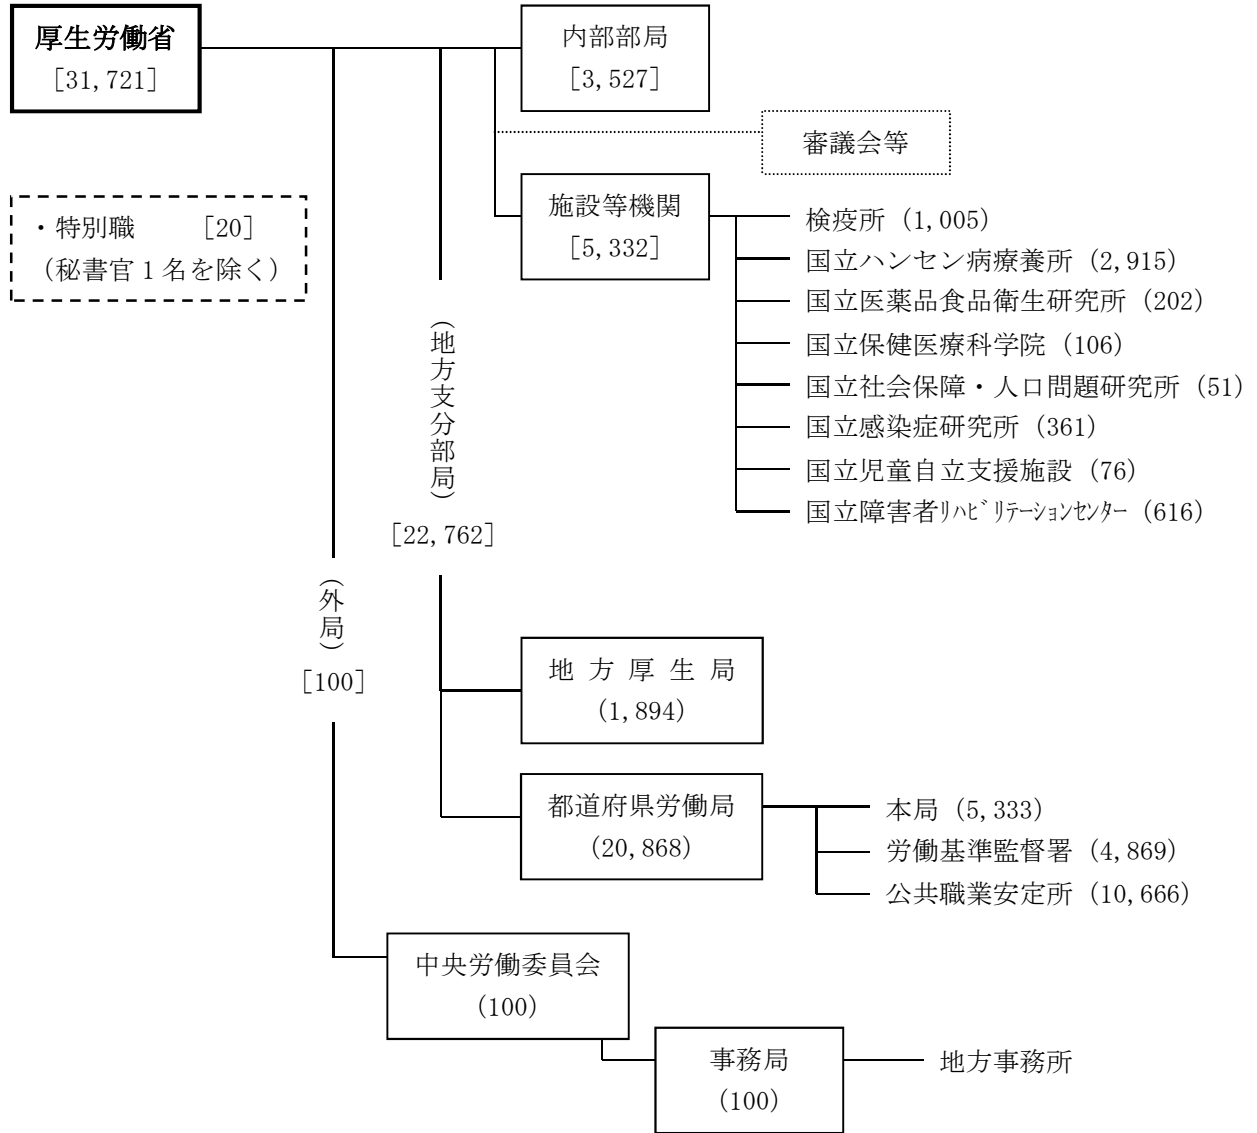 厚生労働省
[31,721]
内部部局
[3,527]
審議会等
・特別職　　[20]
(秘書官1名を除く)
施設等機関
[5,332]
検疫所 (1,005)
国立ハンセン病療養所 (2,915)
国立医薬品食品衛生研究所 (202)
国立保健医療科学院 (106)
国立社会保障・人口問題研究所 (51)
国立感染症研究所 (361)
国立児童自立支援施設 (76)
国立障害者ﾘﾊﾋﾞﾘﾃｰｼｮﾝｾﾝﾀｰ (616)
(地方支分部局)
[22,762]
(外局)
[100]
地 方 厚 生 局
(1,894)
都道府県労働局
(20,868)
本局 (5,333)
労働基準監督署 (4,869)
公共職業安定所 (10,666)
中央労働委員会
(100)
事務局
(100)
地方事務所